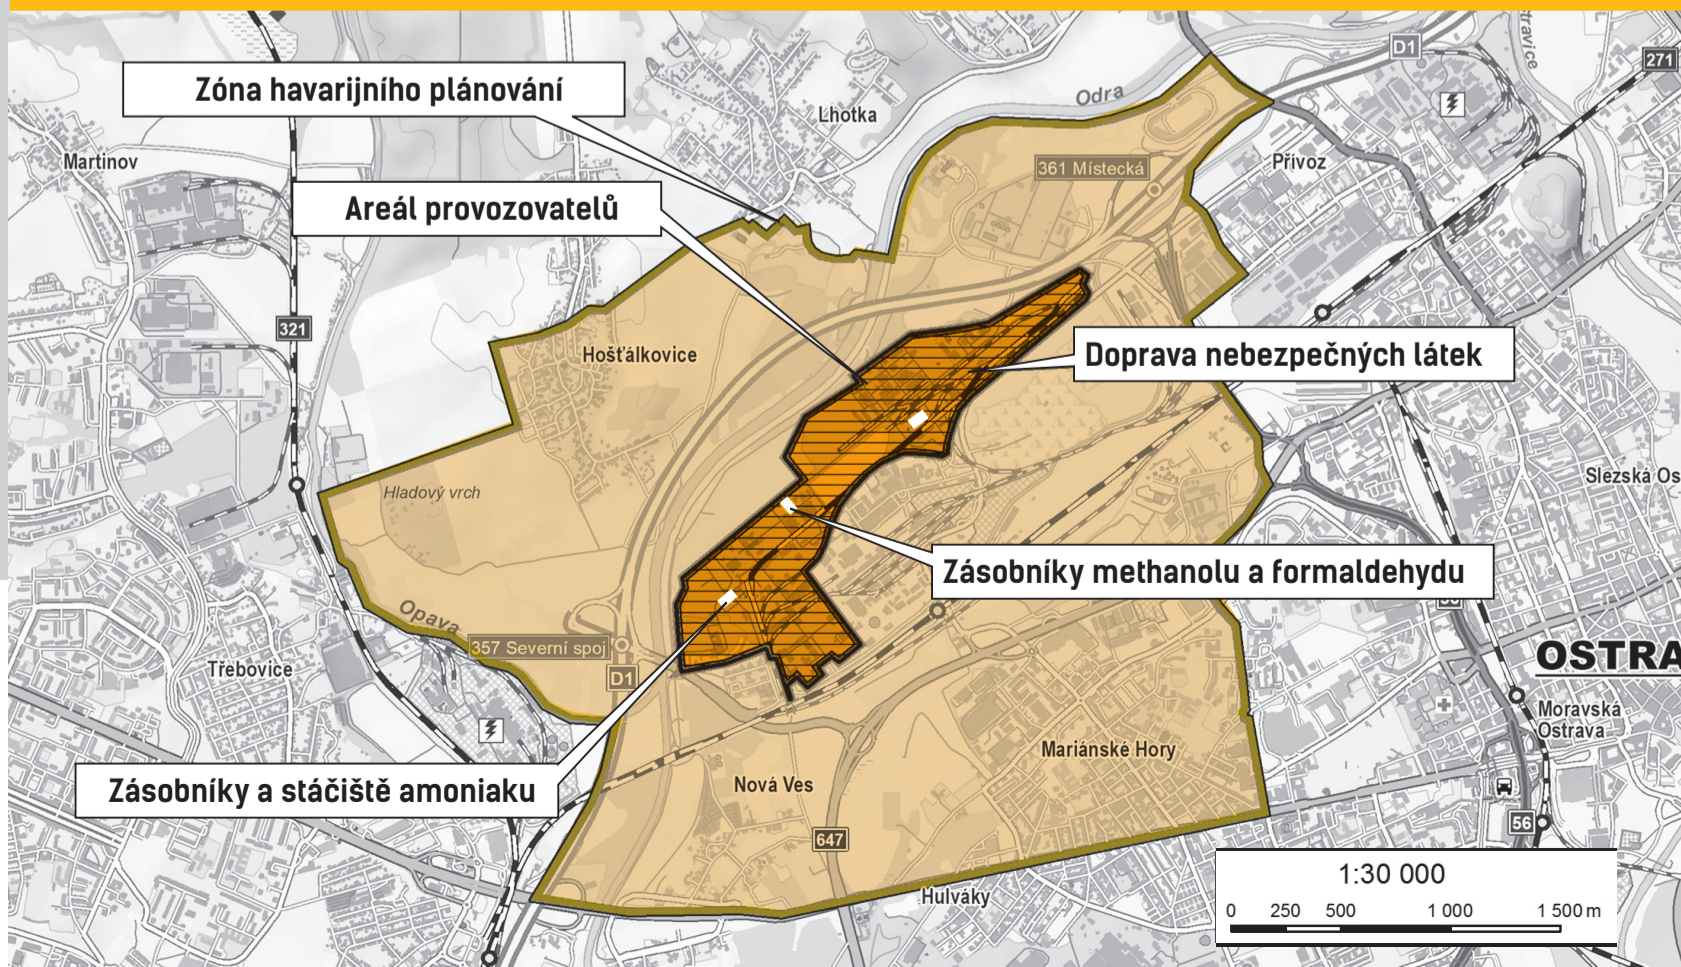 D1
271
Zóna havarijního plánování
Odra
Lhotka
Martinov
361 Místecká
Přívoz
Areál provozovatelů
321
Hošťálkovice
Doprava nebezpečných látek
Hladový vrch
Slezská Os
Zásobníky methanolu a formaldehydu
Opava
357 Severní spoj
OSTRA
Třebovice
D1
Moravská
Ostrava
Mariánské Hory
Nová Ves
Zásobníky a stáčiště amoniaku
647
56
Hulváky
1:30 000
0 250 500 1 000 1 500 m